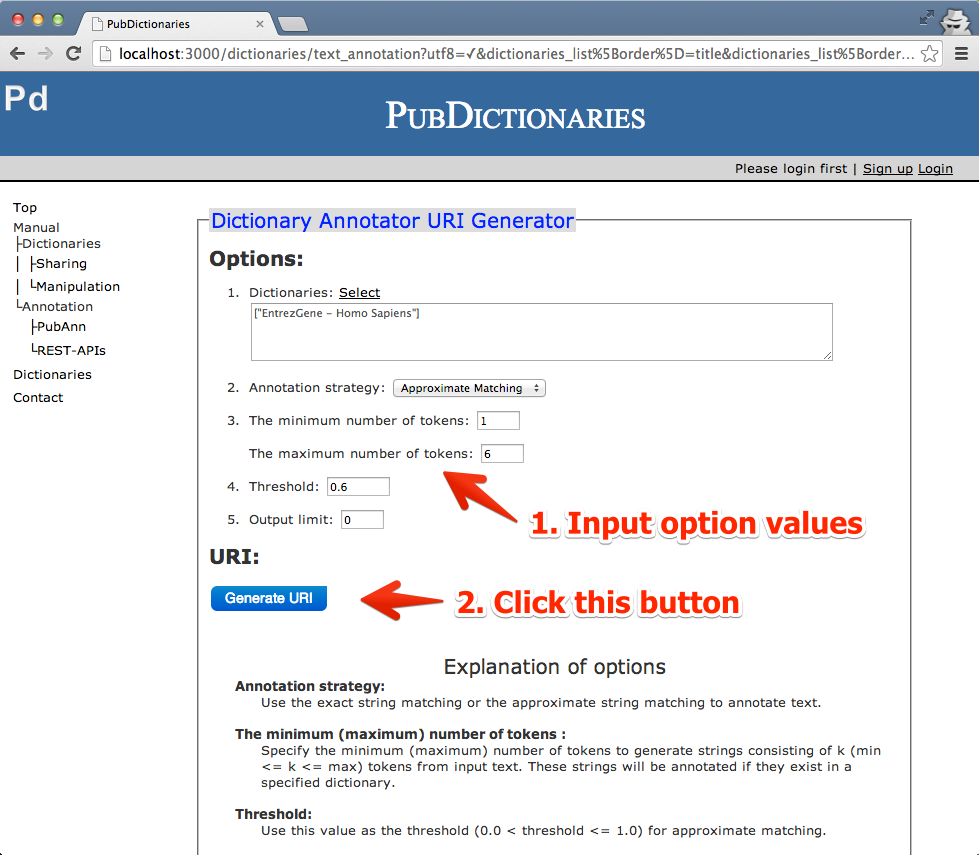 PubDictionaries
localhost:3000/dictionaries/text_annotation?utf8=✓&dictionaries_list%5Border%5D=title&dictionaries_list%5Border...
Pd
PUBDICTIONARIES
Please login first | Sign up Login
Top
Manual
├Dictionaries
│ ├Sharing
│ └Manipulation
└Annotation
├PubAnn
└REST-APIs
Dictionaries
Contact
Dictionary Annotator URI Generator
Options:
1. Dictionaries: Select
["EntrezGene - Homo Sapiens"]
2. Annotation strategy: Approximate Matching
3. The minimum number of tokens: 1
The maximum number of tokens: 6
4. Threshold: 0.6
5. Output limit: 0
1. Input option values
URI:
Generate URI
2. Click this button
Explanation of options
Annotation strategy:
Use the exact string matching or the approximate string matching to annotate text.
The minimum (maximum) number of tokens :
Specify the minimum (maximum) number of tokens to generate strings consisting of k (min
<= k <= max) tokens from input text. These strings will be annotated if they exist in a
specified dictionary.
Threshold:
Use this value as the threshold (0.0 < threshold <= 1.0) for approximate matching.